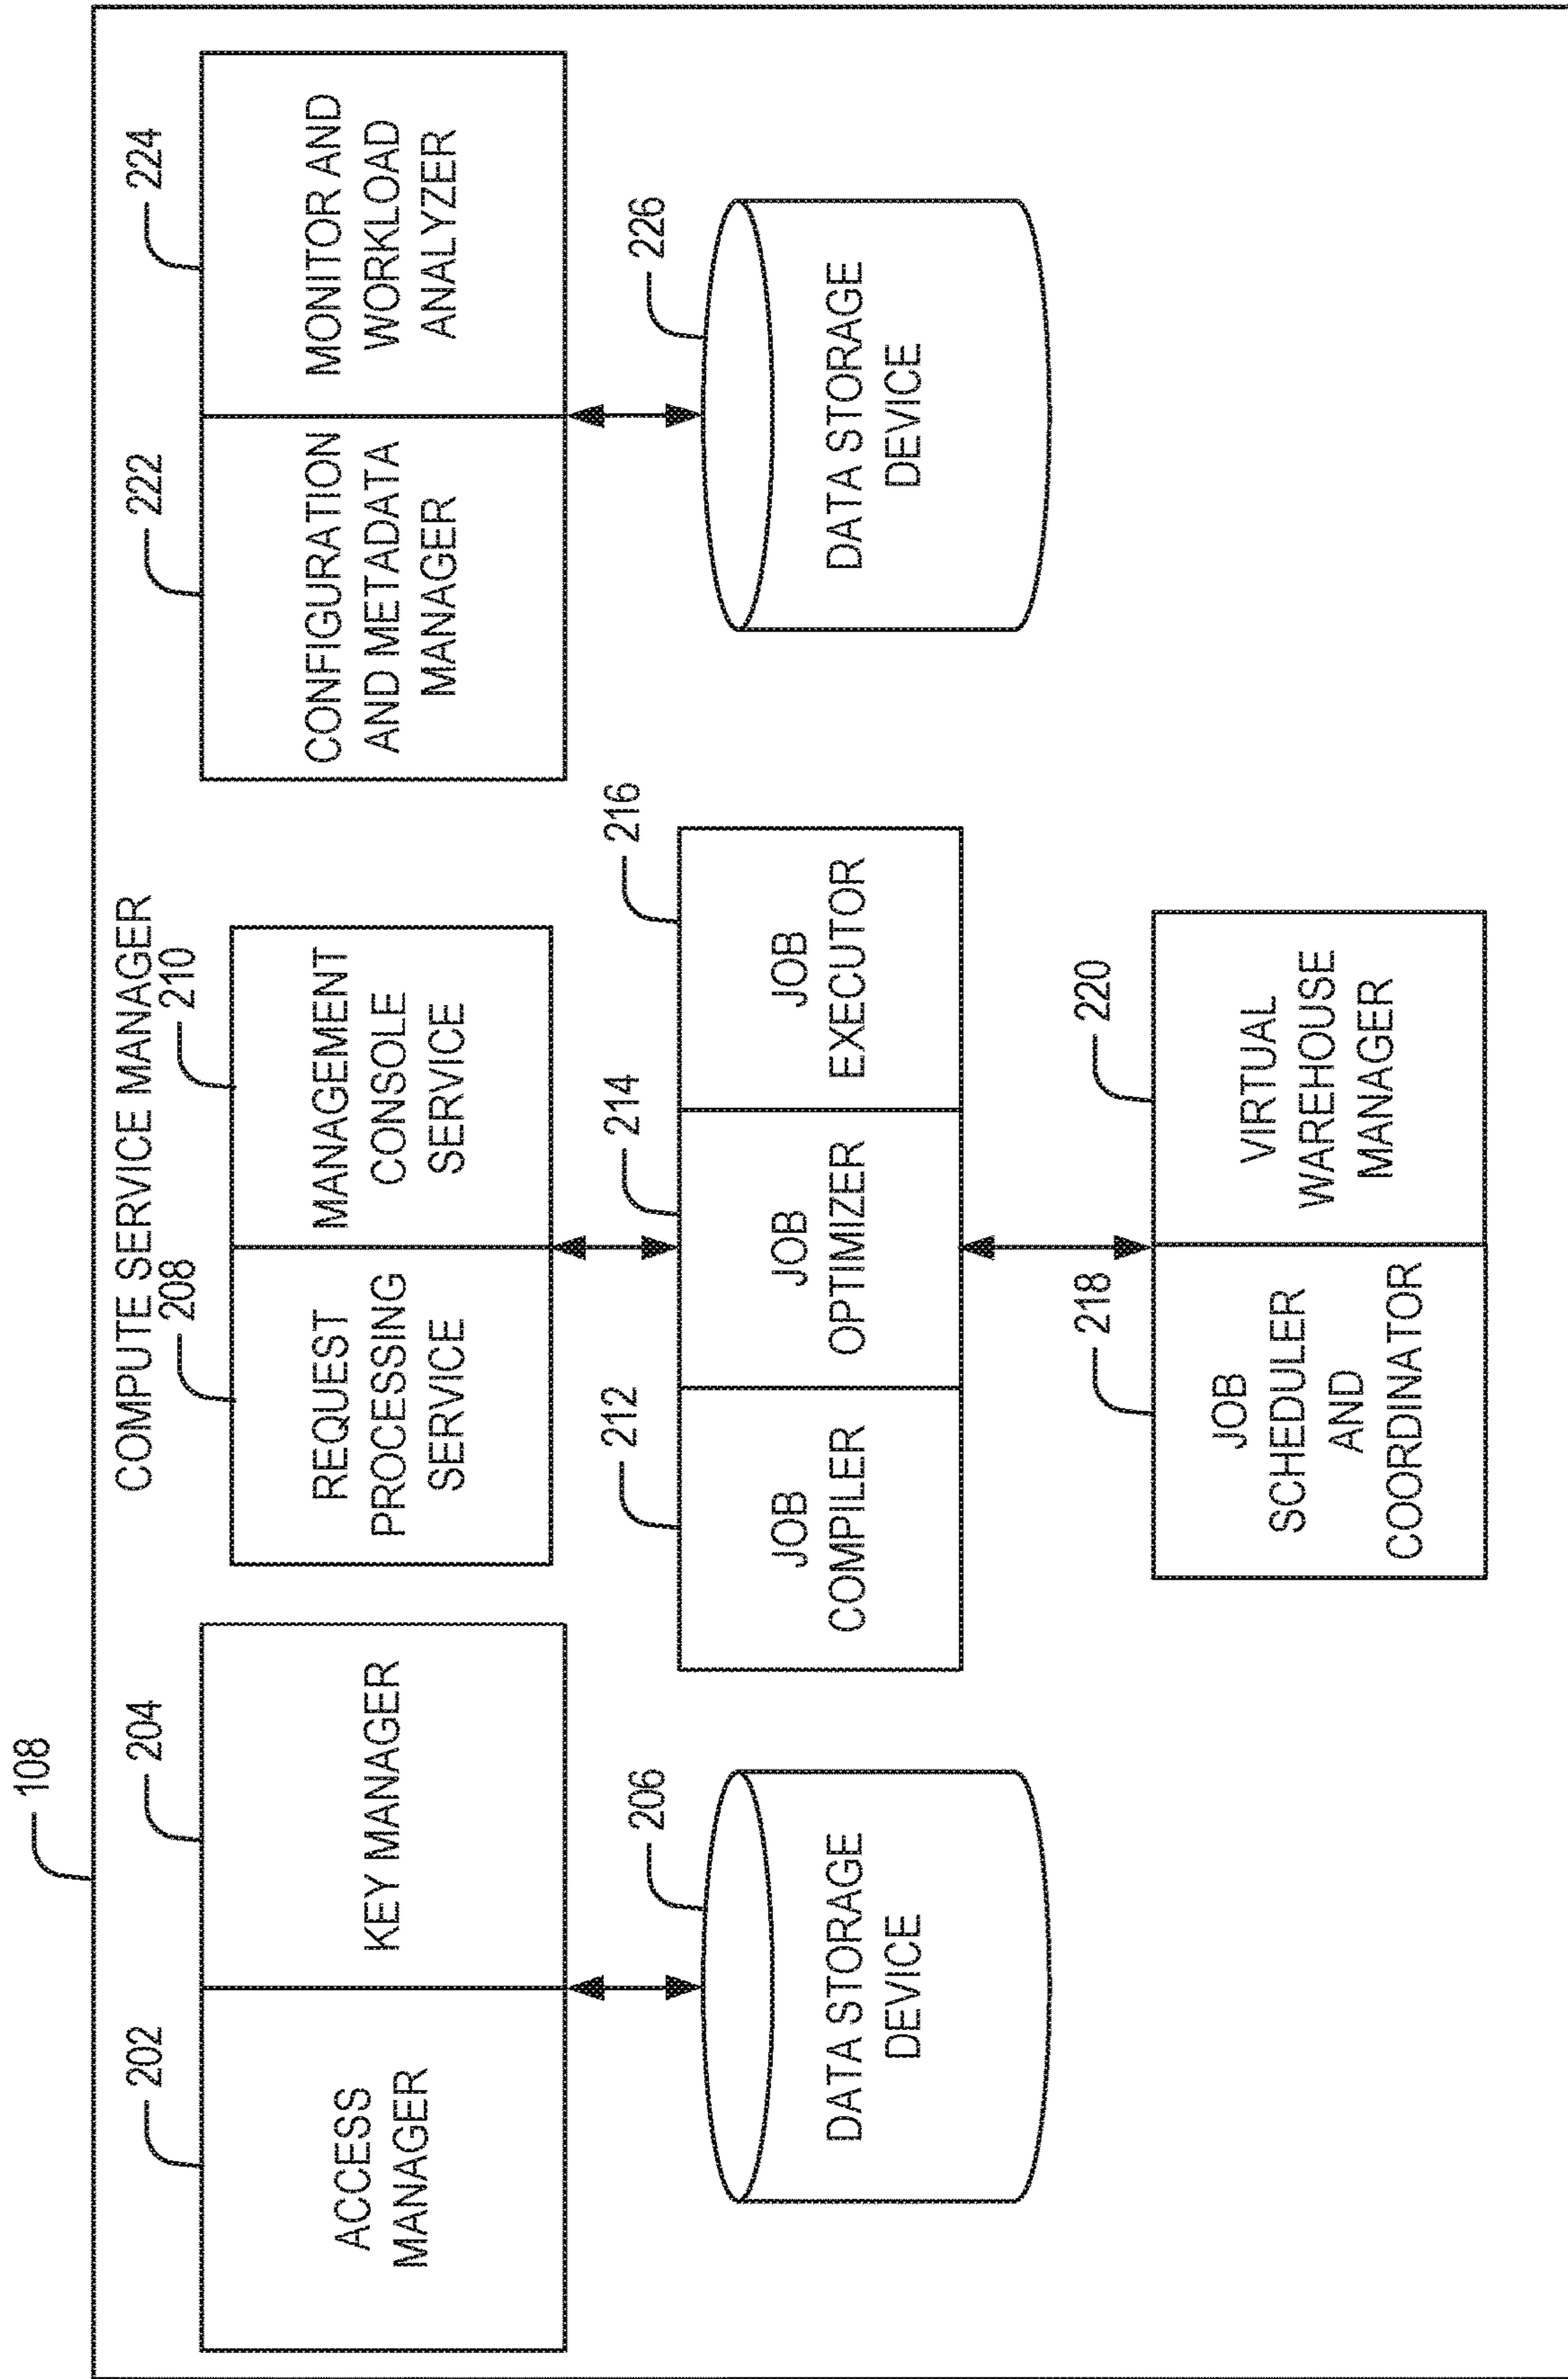 108
COMPUTE SERVICE MANAGER
202
204
ACCESS
MANAGER
KEY MANAGER
206
DATA STORAGE
DEVICE
208
210
REQUEST
PROCESSING
SERVICE
MANAGEMENT
CONSOLE
SERVICE
212
214
216
JOB
COMPILER
JOB
OPTIMIZER
JOB
EXECUTOR
218
220
JOB
SCHEDULER
AND
COORDINATOR
VIRTUAL
WAREHOUSE
MANAGER
222
224
CONFIGURATION
AND METADATA
MANAGER
MONITOR AND
WORKLOAD
ANALYZER
226
DATA STORAGE
DEVICE